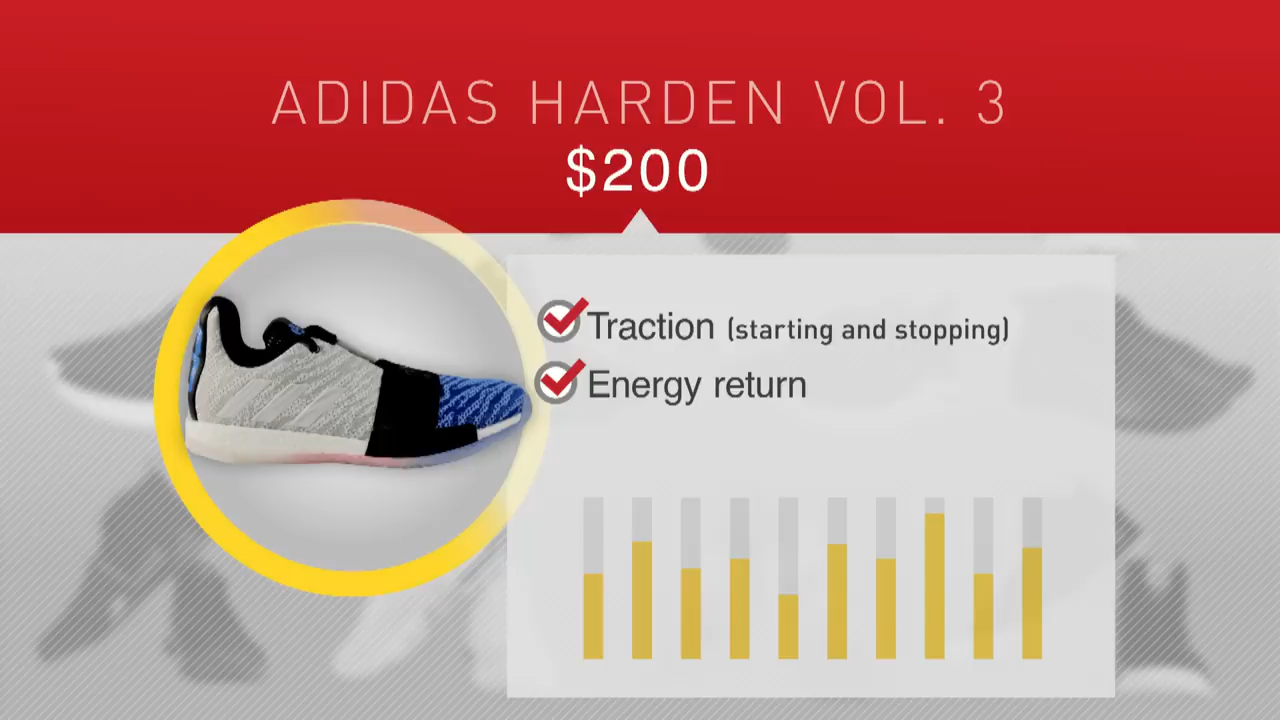 ADIDAS HARDEN VOL. 3
$200
Traction (starting and stopping)
Energy return